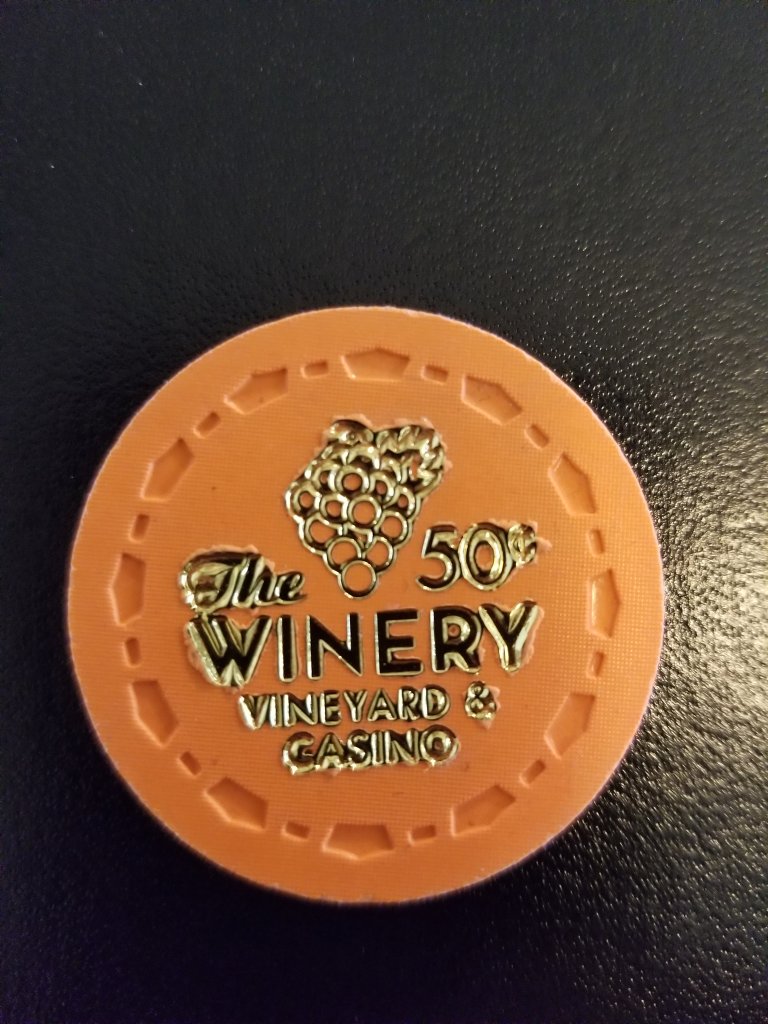 50¢
The
WINERY
VINEYARD &
CASINO